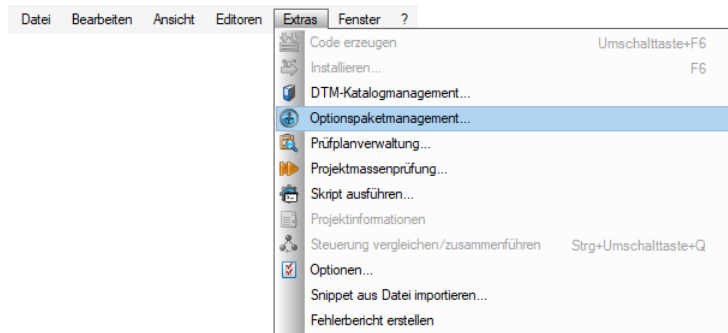 Datei Bearbeiten Ansicht Editoren Extras Fenster ?
Code erzeugen Umschalttaste+F6
Installieren... F6
DTM-Katalogmanagement...
Optionspaketmanagement...
Prüfplanverwaltung...
Projektmassenprüfung...
Skript ausführen...
Projektinformationen
Steuerung vergleichen/zusammenführen Strg+Umschalttaste+Q
Optionen...
Snippet aus Datei importieren...
Fehlerbericht erstellen